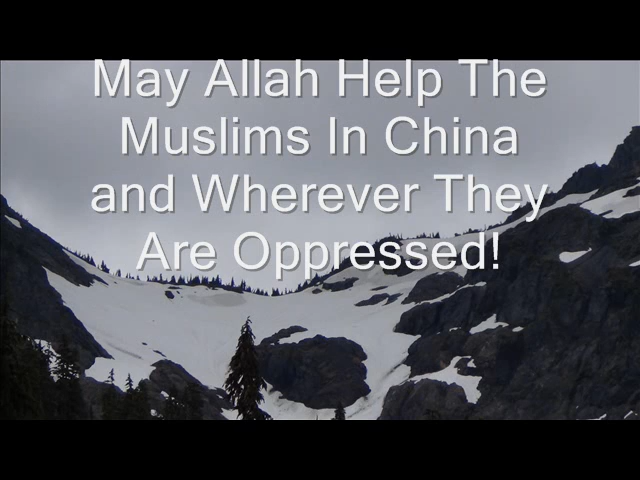 May Allah Help The
Muslims In China
and Wherever They
Are Oppressed!